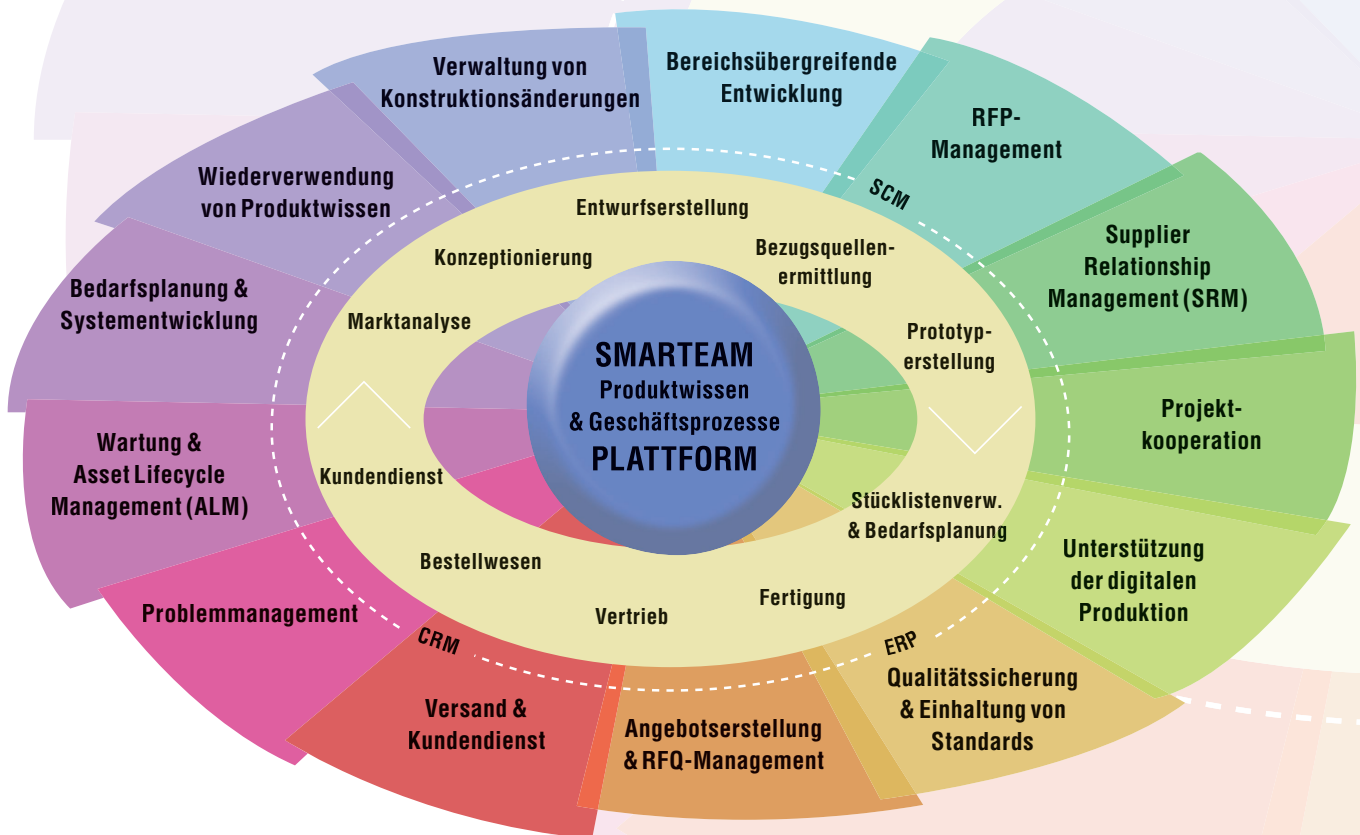 Verwaltung von
Konstruktionsänderungen
Bereichsübergreifende
Entwicklung
RFP-
Management
Supplier
Relationship
Management (SRM)
Projekt-
kooperation
Unterstützung
der digitalen
Produktion
Qualitätssicherung
& Einhaltung von
Standards
Angebotserstellung
& RFQ-Management
Versand &
Kundendienst
Problemmanagement
Wartung &
Asset Lifecycle
Management (ALM)
Bedarfsplanung &
Systementwicklung
Wiederverwendung
von Produktwissen
SCM
ERP
CRM
Entwurfserstellung
Bezugsquellen-
ermittlung
Prototyp-
erstellung
Stücklistenverw.
& Bedarfsplanung
Fertigung
Vertrieb
Bestellwesen
Kundendienst
Marktanalyse
Konzeptionierung
SMARTEAM
Produktwissen
& Geschäftsprozesse
PLATTFORM